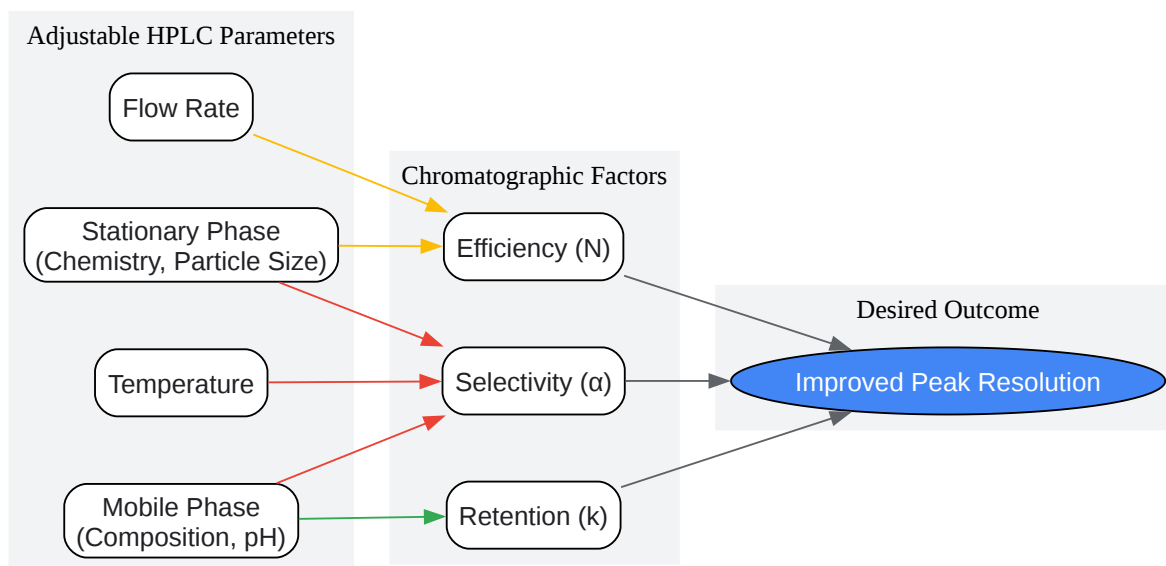 Adjustable HPLC Parameters
Flow Rate
Stationary Phase
(Chemistry, Particle Size)
Temperature
Mobile Phase
(Composition, pH)
Chromatographic Factors
Efficiency (N)
Selectivity (α)
Retention (k)
Desired Outcome
Improved Peak Resolution